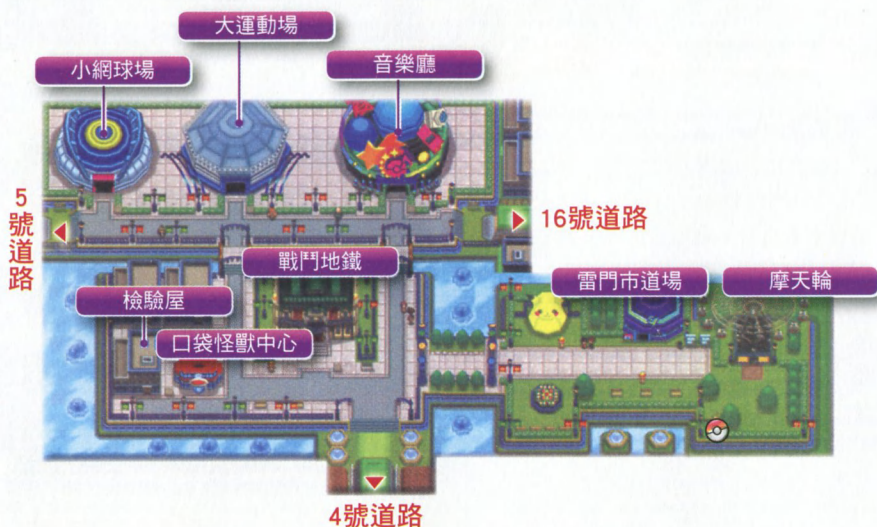 大運動場
小網球場
音樂廳
5號道路
16號道路
戰鬥地鐵
雷門市道場
摩天輪
檢驗屋
口袋怪獸中心
4號道路